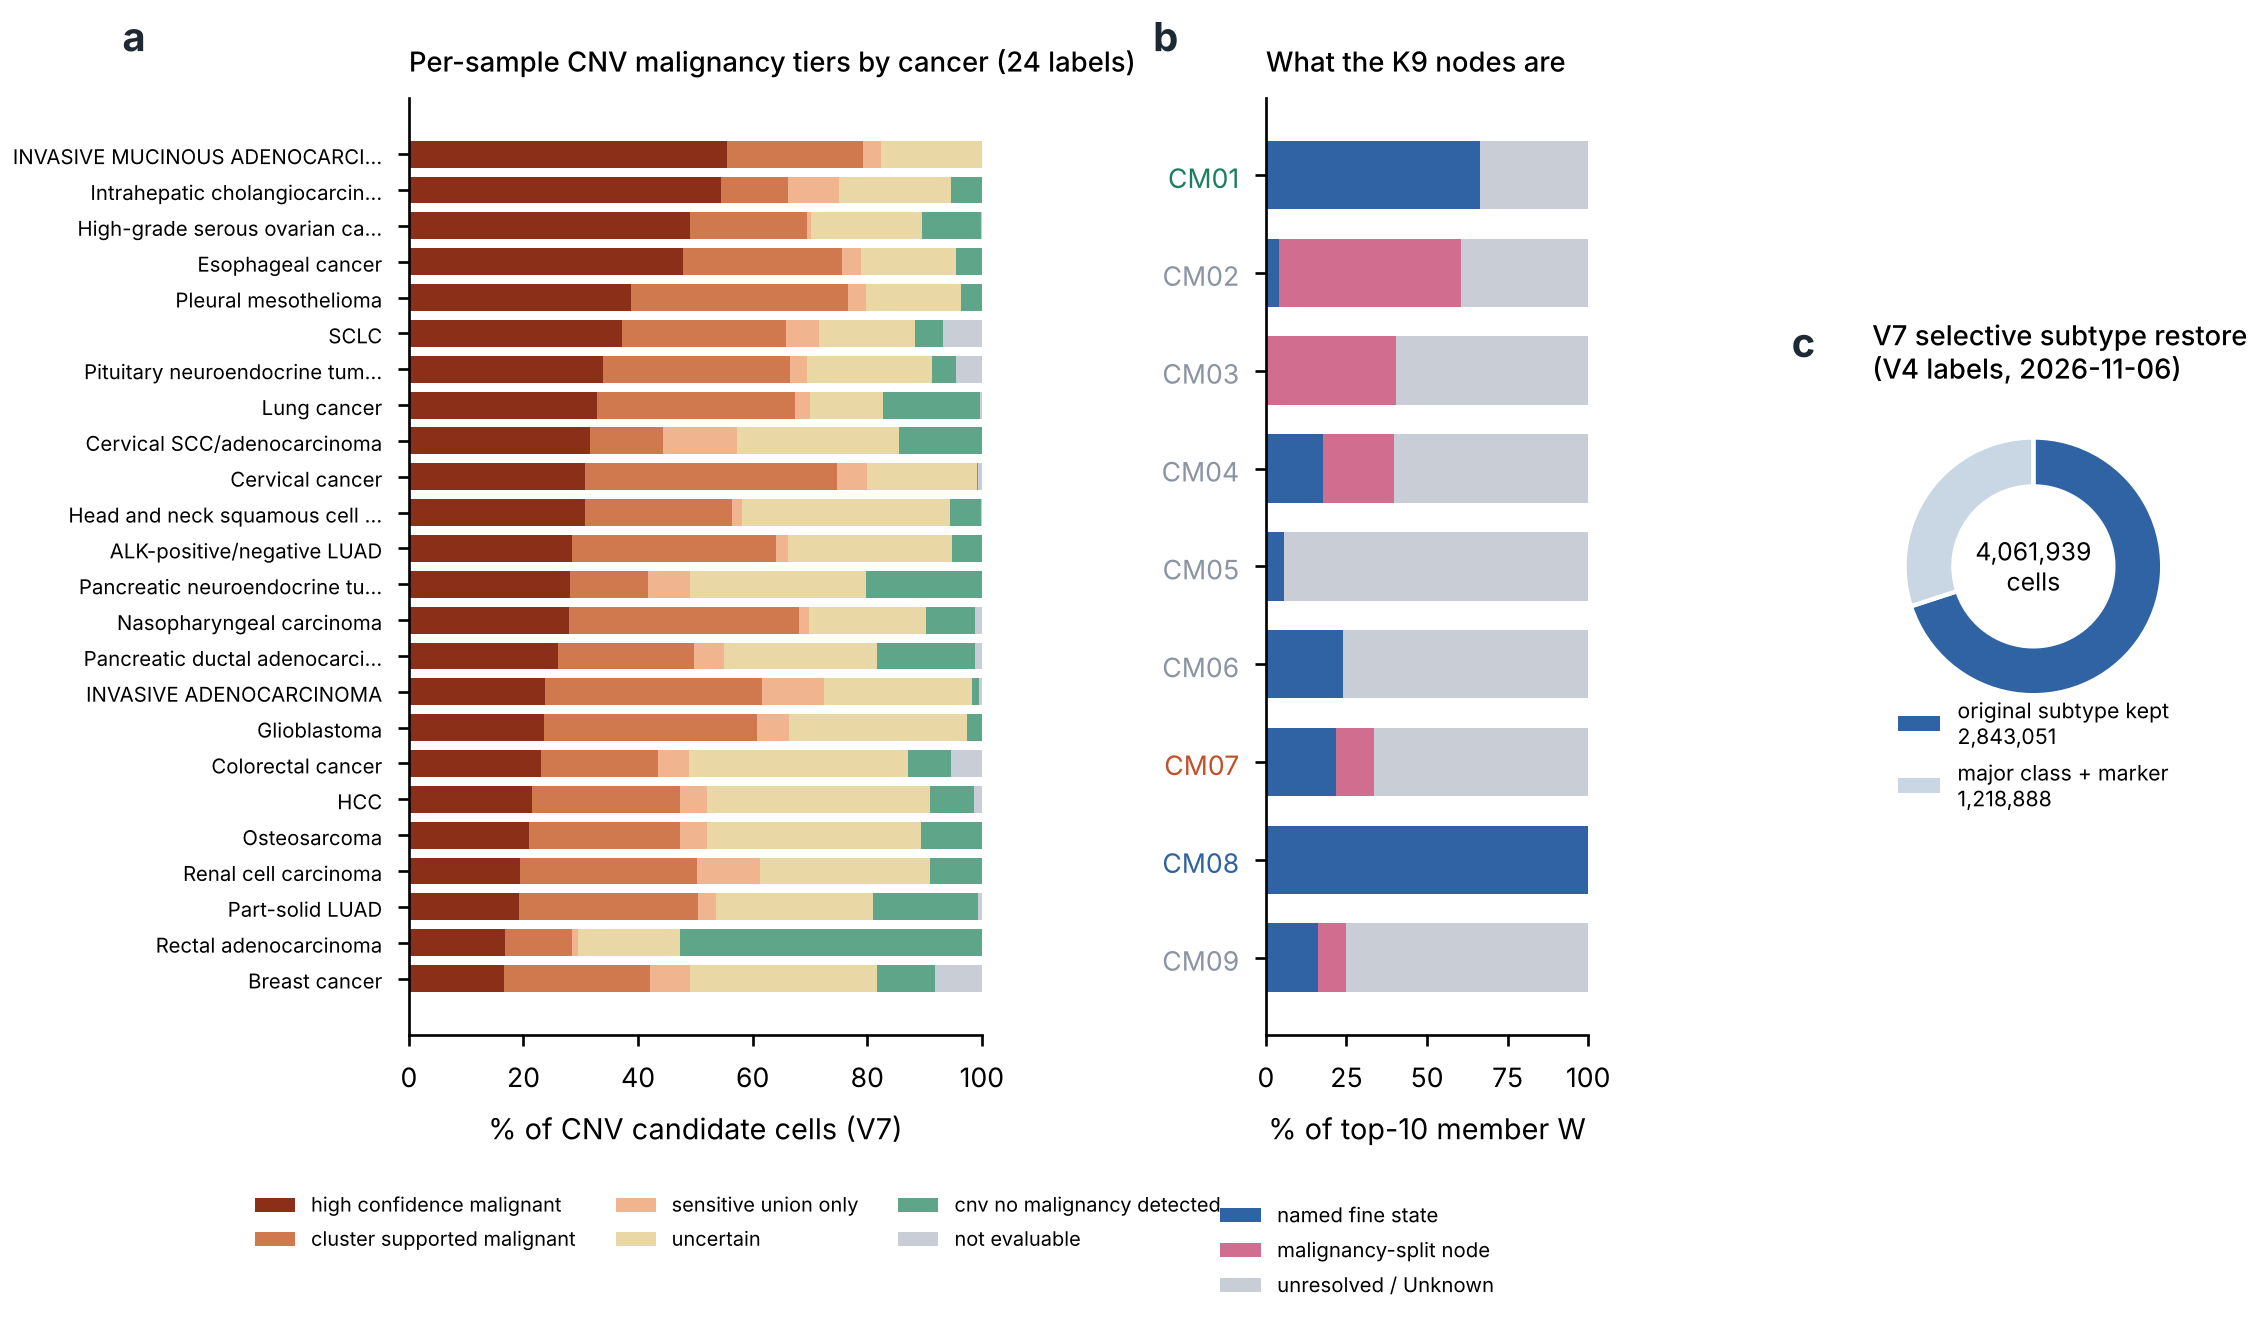 a
Per-sample CNV malignancy tiers by cancer (24 labels)
INVASIVE MUCINOUS ADENOCARCI...
Intrahepatic cholangiocarcin...
High-grade serous ovarian ca...
Esophageal cancer
Pleural mesothelioma
SCLC
Pituitary neuroendocrine tum...
Lung cancer
Cervical SCC/adenocarcinoma
Cervical cancer
Head and neck squamous cell ...
ALK-positive/negative LUAD
Pancreatic neuroendocrine tu...
Nasopharyngeal carcinoma
Pancreatic ductal adenocarci...
INVASIVE ADENOCARCINOMA
Glioblastoma
Colorectal cancer
HCC
Osteosarcoma
Renal cell carcinoma
Part-solid LUAD
Rectal adenocarcinoma
Breast cancer
0 20 40 60 80 100
% of CNV candidate cells (V7)
high confidence malignant
cluster supported malignant
sensitive union only
uncertain
cnv no malignancy detected
not evaluable
b
What the K9 nodes are
CM01
CM02
CM03
CM04
CM05
CM06
CM07
CM08
CM09
0 25 50 75 100
% of top-10 member W
named fine state
malignancy-split node
unresolved / Unknown
c
V7 selective subtype restore
(V4 labels, 2026-11-06)
4,061,939
cells
original subtype kept
2,843,051
major class + marker
1,218,888